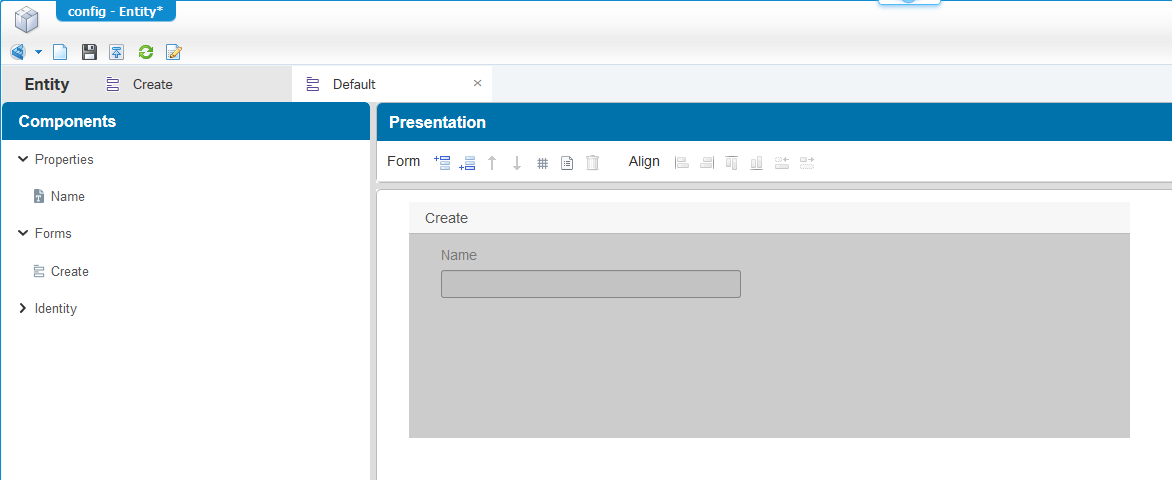 config - Entity*
Entity
Create
Default
Components
Presentation
Properties
Form
Align
Name
Create
Forms
Name
Create
Identity